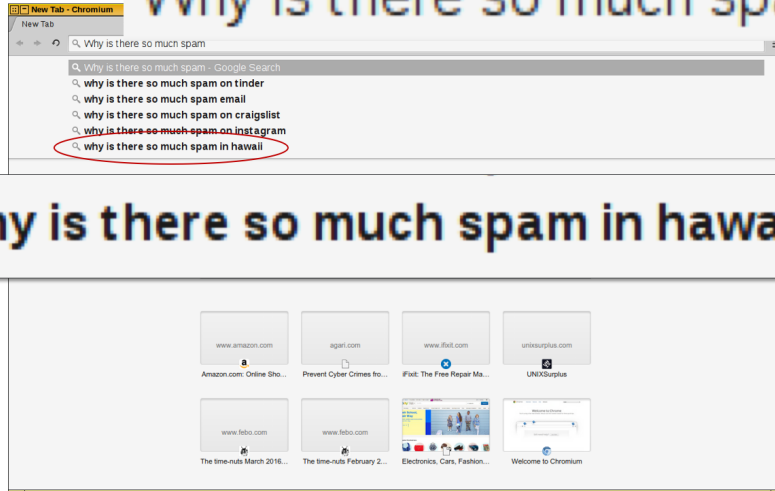 New Tab - Chromium
Why is there so much spa
New Tab
Why is there so much spam
Why is there so much spam - Google Search
why is there so much spam on tinder
why is there so much spam email
why is there so much spam on craigslist
why is there so much spam on instagram
why is there so much spam in hawaii
y is there so much spam in hawa
www.amazon.com
agari.com
www.ifixit.com
unixsurplus.com
Amazon.com: Online Sho...
Prevent Cyber Crimes fro...
iFixit: The Free Repair Ma...
UNIXSurplus
www.febo.com
www.febo.com
The time-nuts March 2016...
The time-nuts February 2...
Electronics, Cars, Fashion...
Welcome to Chromium